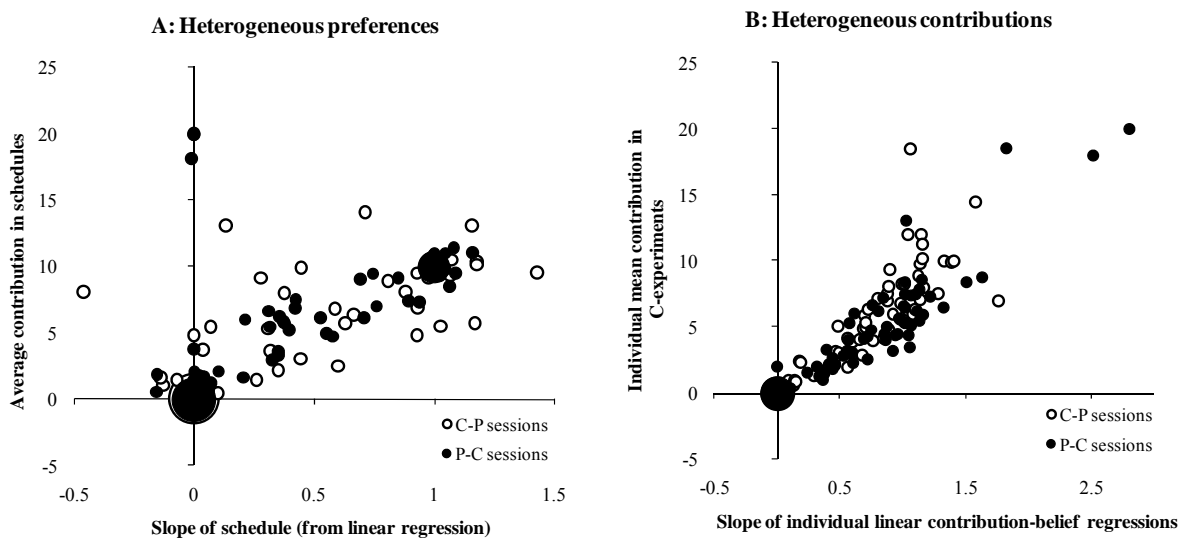 A: Heterogeneous preferences
Average contribution in schedules
25
20
15
10
5
0
-5
-0.5
0
0.5
1
1.5
C-P sessions
P-C sessions
Slope of schedule (from linear regression)
B: Heterogeneous contributions
Individual mean contribution in
C-experiments
25
20
15
10
5
0
-5
-0.5
0.5
1.5
2.5
C-P sessions
P-C sessions
Slope of individual linear contribution-belief regressions